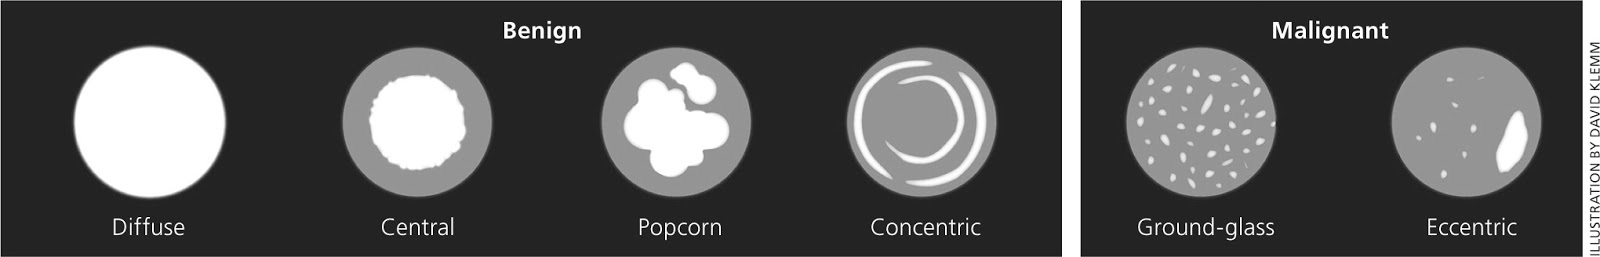 Benign
Diffuse
Central
Popcorn
Concentric
Malignant
Ground-glass
Eccentric
ILLUSTRATION BY DAVID KLEMM